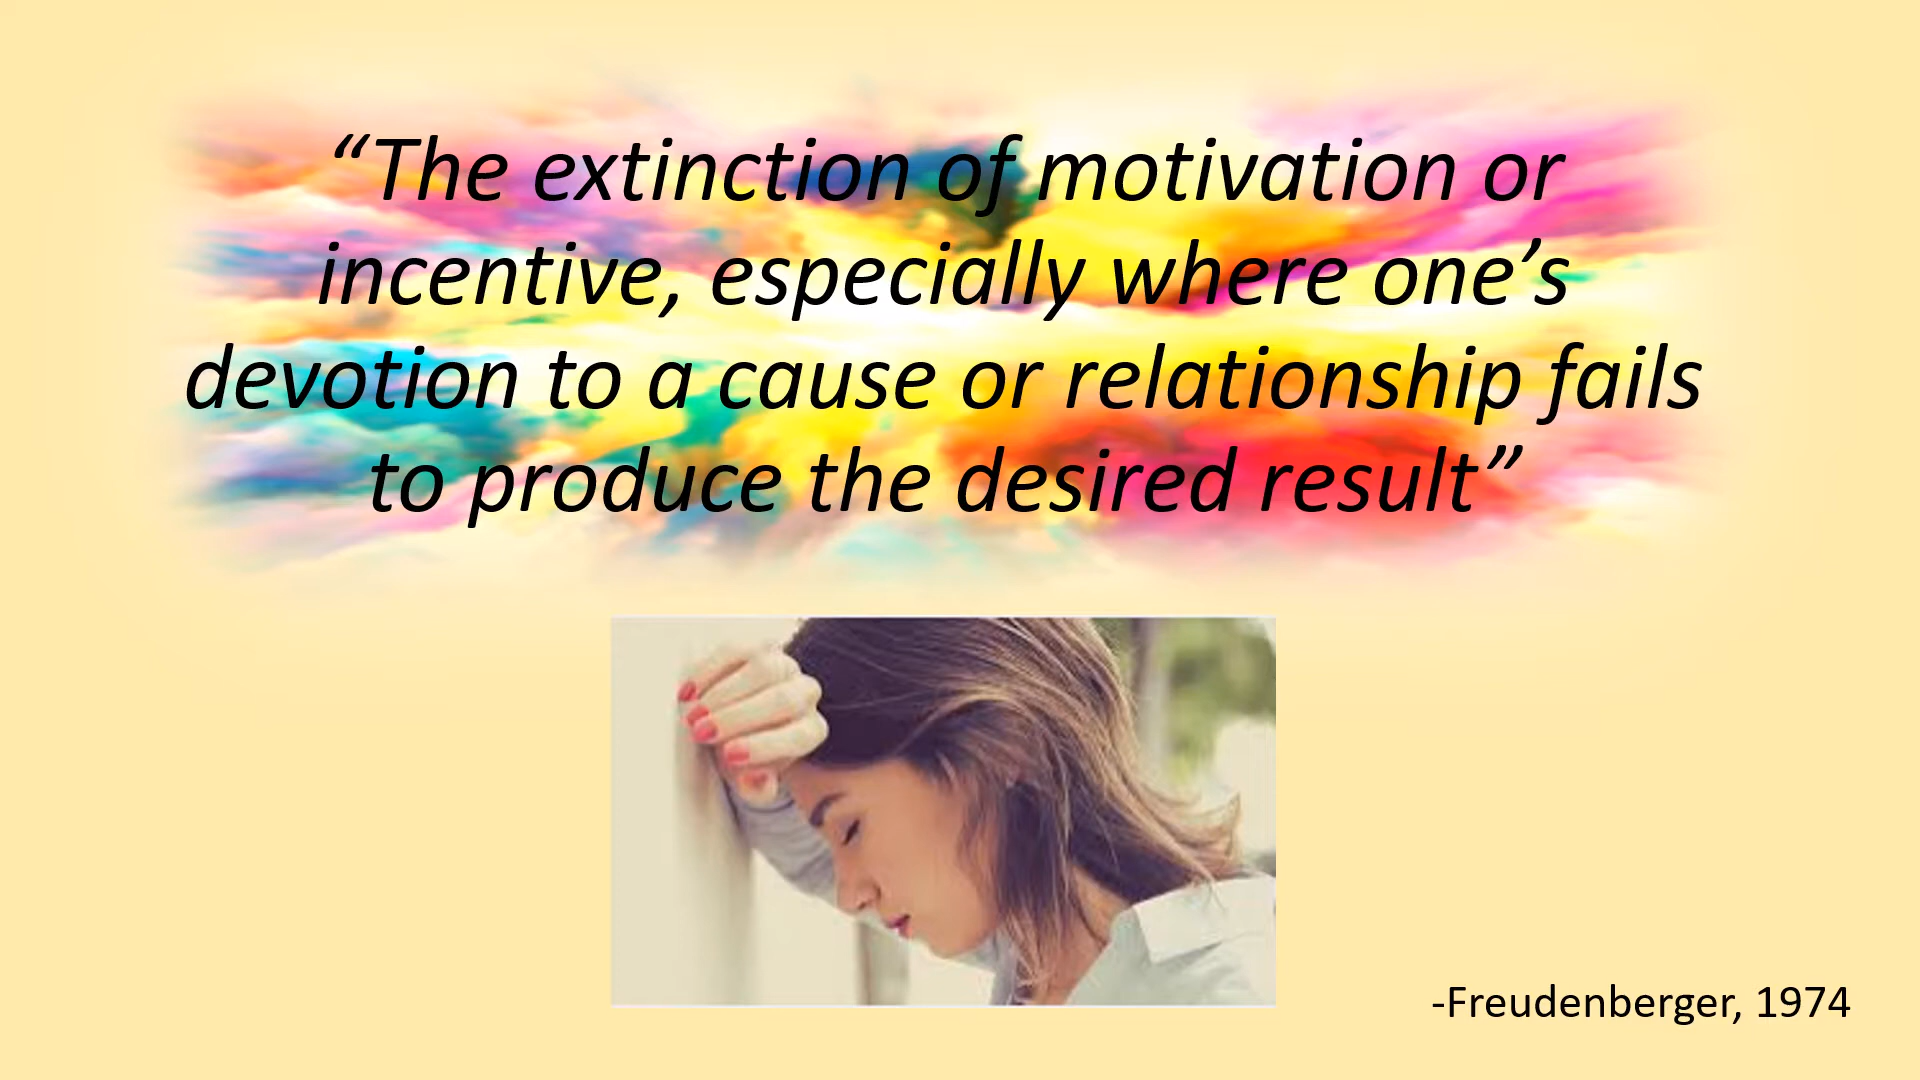 “The extinction of motivation or
incentive, especially where one’s
devotion to a cause or relationship fails
to produce the desired result”
-Freudenberger, 1974